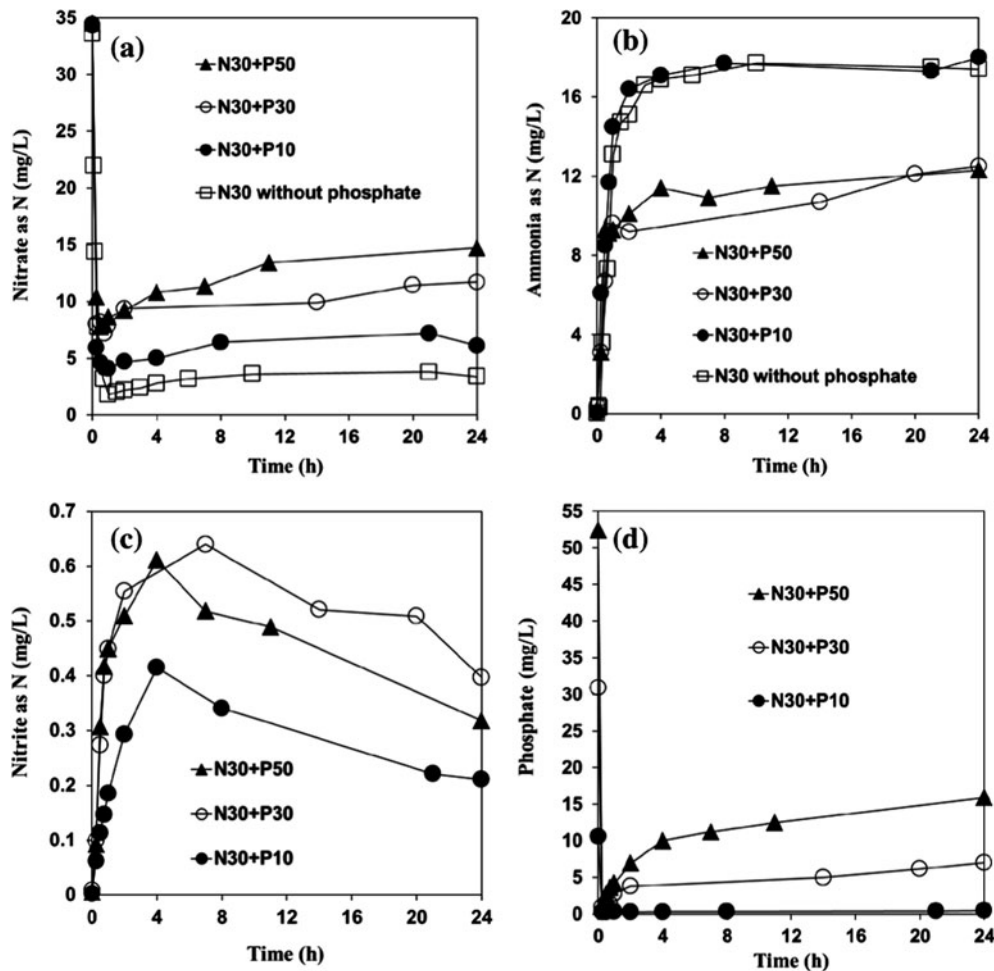 (a)
35
30
25
20
15
10
5
0
Nitrate as N (mg/L)
N30+P50
N30+P30
N30+P10
N30 without phosphate
0 4 8 12 16 20 24
Time (h)
(b)
20
16
12
8
4
0
Ammonia as N (mg/L)
N30+P50
N30+P30
N30+P10
N30 without phosphate
0 4 8 12 16 20 24
Time (h)
(c)
0.7
0.6
0.5
0.4
0.3
0.2
0.1
0
Nitrite as N (mg/L)
N30+P50
N30+P30
N30+P10
0 4 8 12 16 20 24
Time (h)
(d)
55
50
45
40
35
30
25
20
15
10
5
0
Phosphate (mg/L)
N30+P50
N30+P30
N30+P10
0 4 8 12 16 20 24
Time (h)